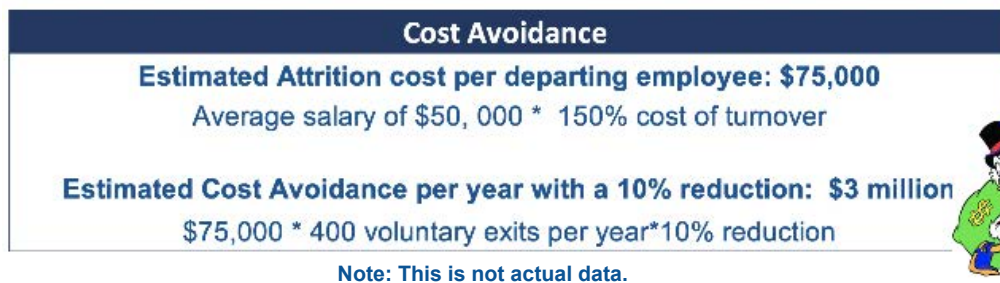 Cost Avoidance
Estimated Attrition cost per departing employee: $75,000
Average salary of $50, 000 * 150% cost of turnover
Estimated Cost Avoidance per year with a 10% reduction: $3 million
$75,000 * 400 voluntary exits per year*10% reduction
Note: This is not actual data.